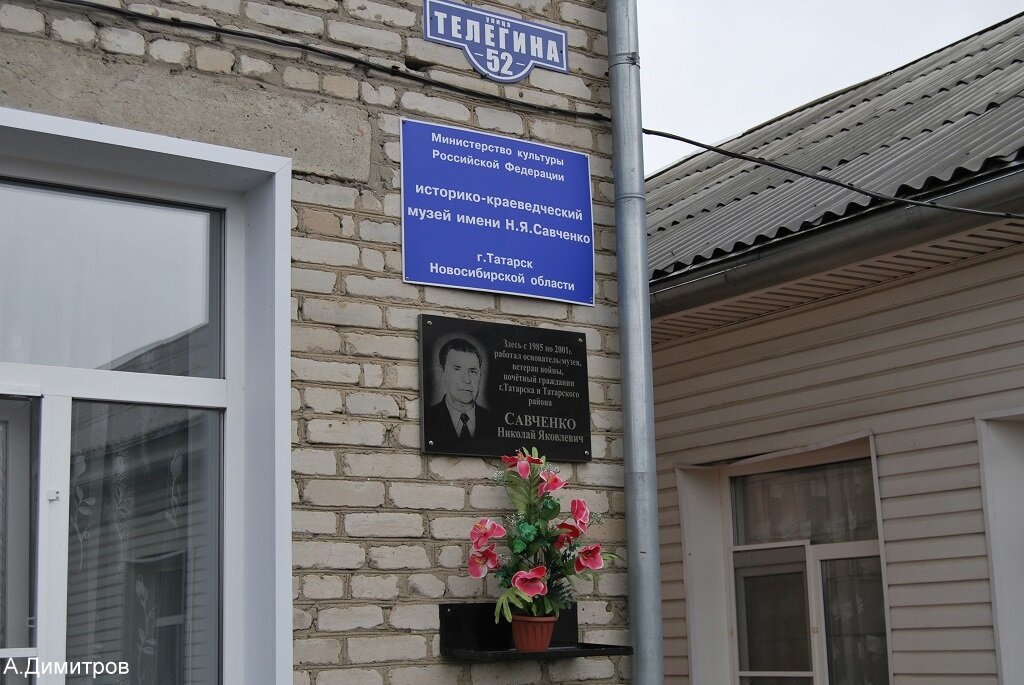 улица
ТЕЛЕГИНА
52
Министерство культуры
Российской Федерации
историко-краеведческий
музей имени Н.Я.Савченко
г.Татарск
Новосибирской области
Здесь с 1985 по 2001г.
работал основатель музея,
ветеран войны,
почётный гражданин
г.Татарска и Татарского
района
САВЧЕНКО
Николай Яковлевич
А.Димитров